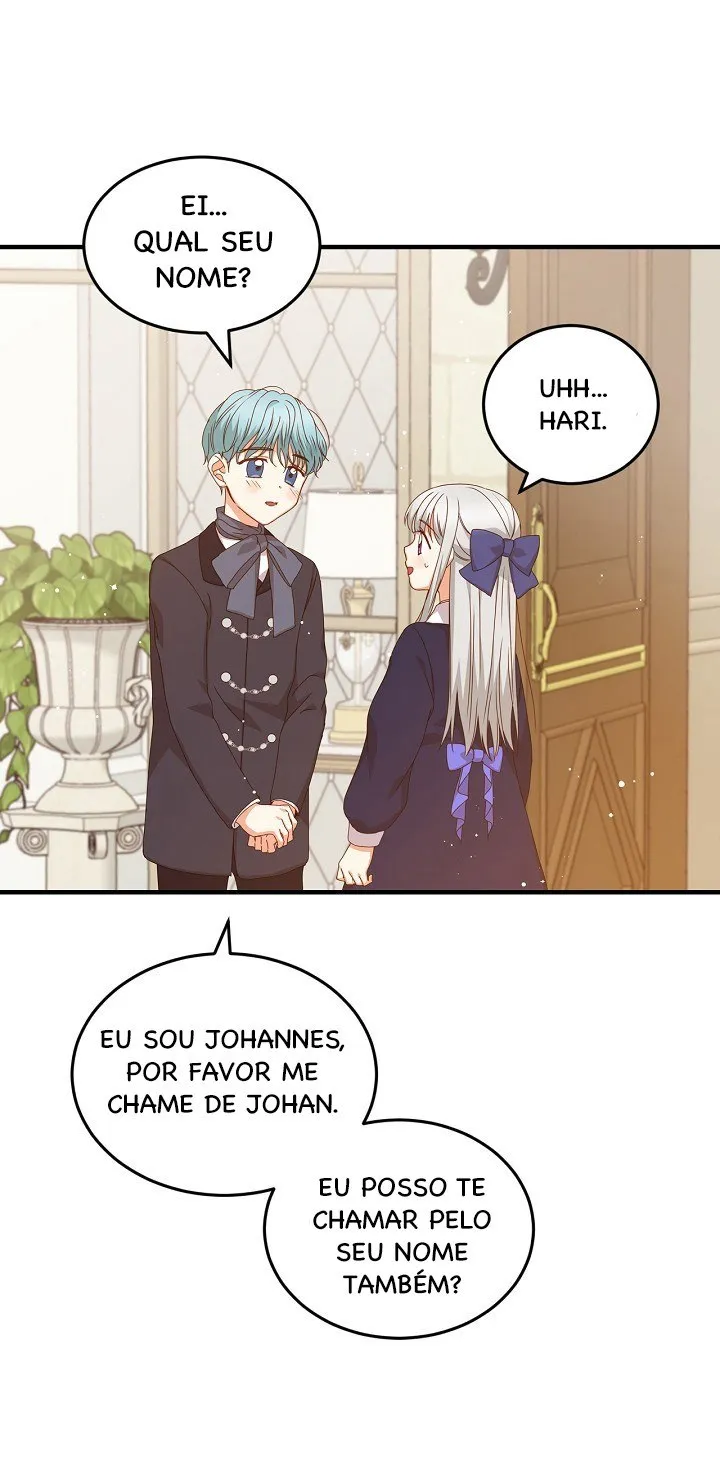 EI...
QUAL SEU
NOME?
UHH...
HARI.
EU SOU JOHANNES,
POR FAVOR ME
CHAME DE JOHAN.
EU POSSO TE
CHAMAR PELO
SEU NOME
TAMBÉM?